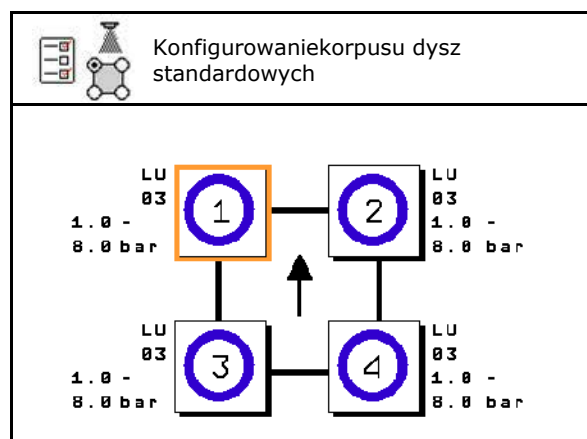 Konfigurowaniekorpusu dysz
standardowych
LU
03
1.0 -
8.0 bar
1
2
LU
03
1.0 -
8.0 bar
LU
03
1.0 -
8.0 bar
3
4
LU
03
1.0 -
8.0 bar